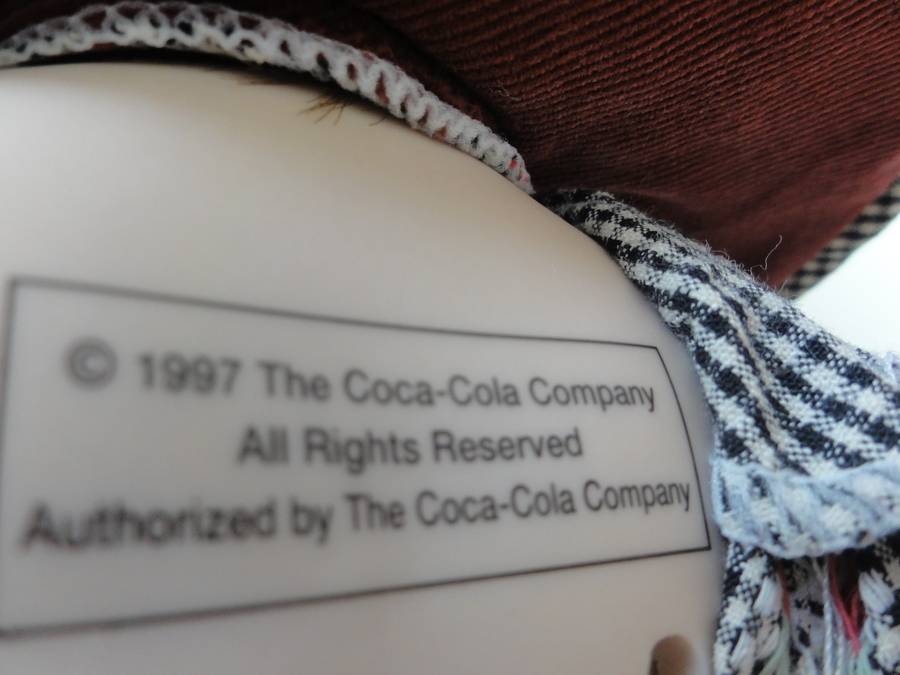 © 1997 The Coca-Cola Company
All Rights Reserved
Authorized by The Coca-Cola Company